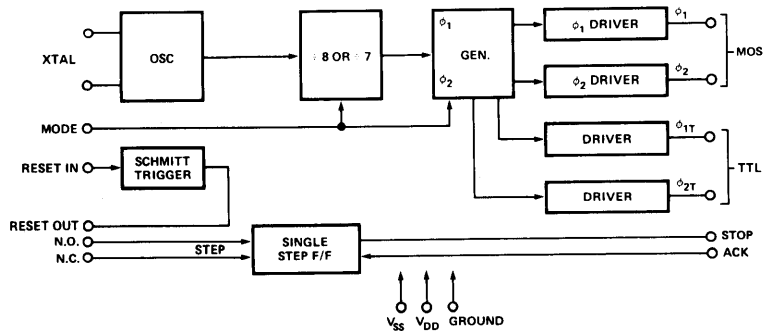 XTAL
OSC
÷ 8 OR ÷ 7
ϕ1
GEN.
ϕ2
ϕ1 DRIVER
ϕ1
ϕ2 DRIVER
ϕ2
MOS
MODE
DRIVER
ϕ1T
DRIVER
ϕ2T
TTL
RESET IN
SCHMITT
TRIGGER
RESET OUT
N.O.
N.C.
STEP
SINGLE
STEP F/F
STOP
ACK
VSS
VDD
GROUND